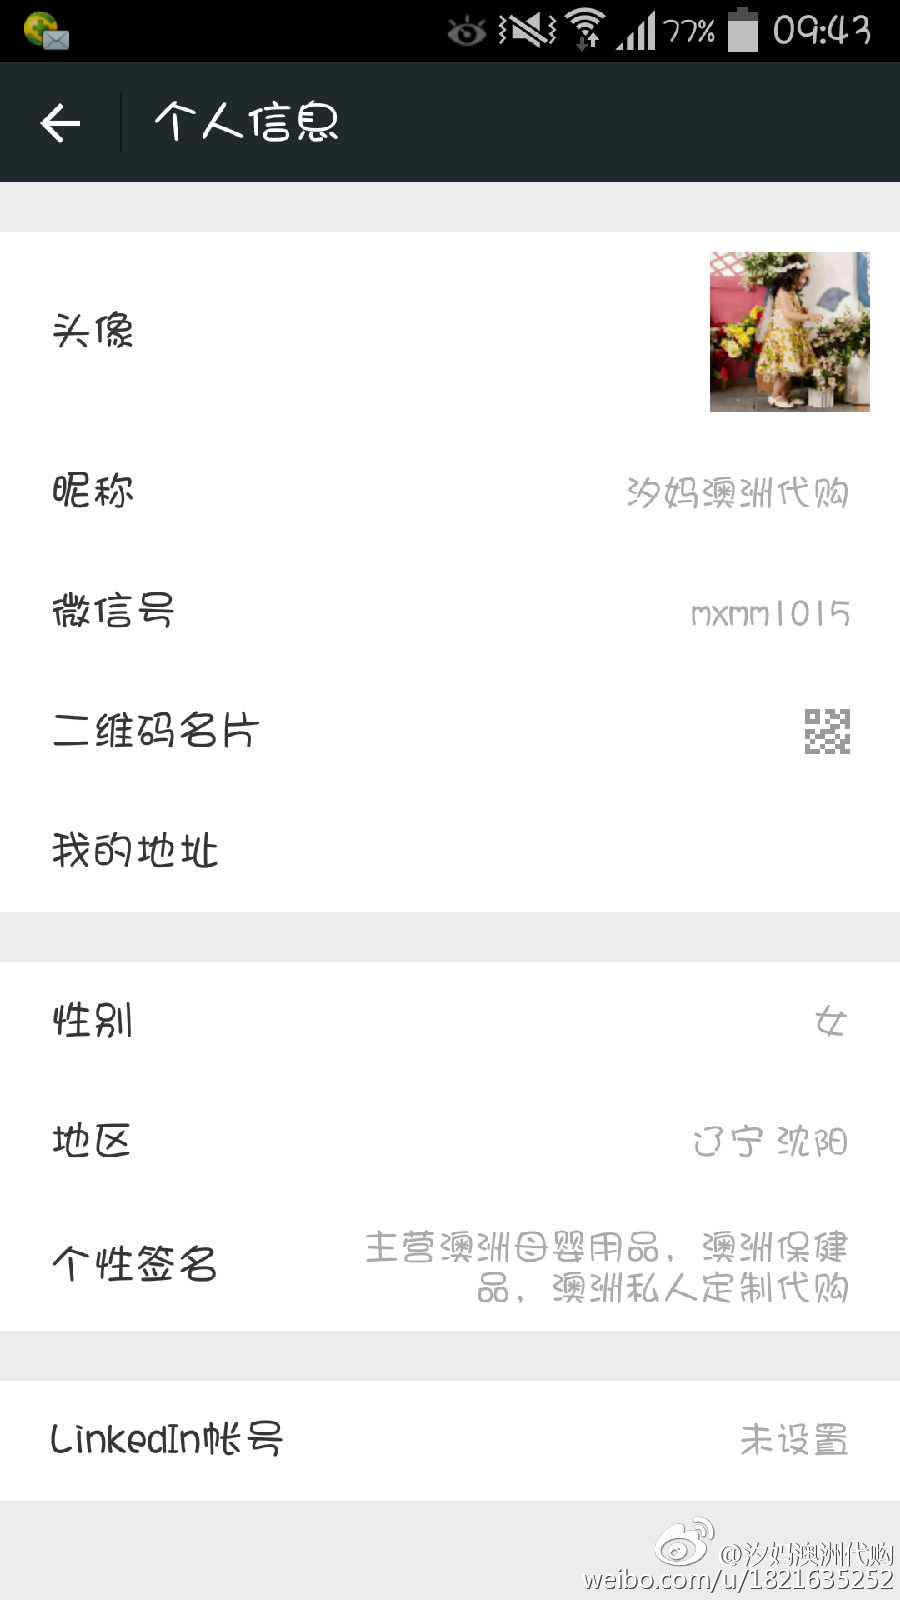 77% 09:43
个人信息
头像
昵称 汐妈澳洲代购
微信号 mxmm1015
二维码名片
我的地址
性别 女
地区 辽宁 沈阳
个性签名 主营澳洲母婴用品，澳洲保健
品，澳洲私人定制代购
LinkedIn帐号 未设置
@汐妈澳洲代购
weibo.com/u/1821635252